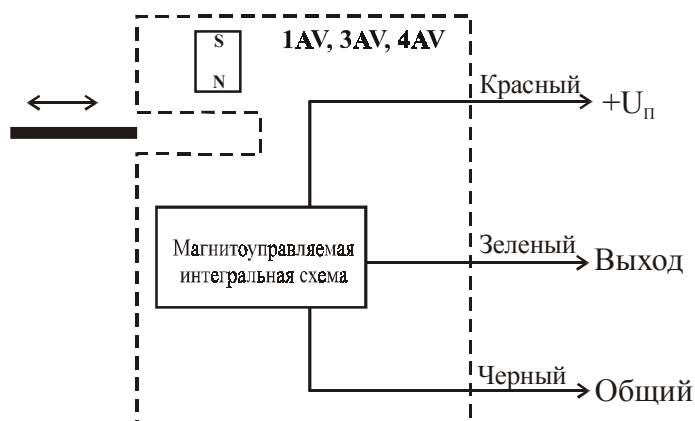 S
N
1AV, 3AV, 4AV
Красный
+Uп
Магнитоуправляемая
интегральная схема
Зеленый
Выход
Черный
Общий